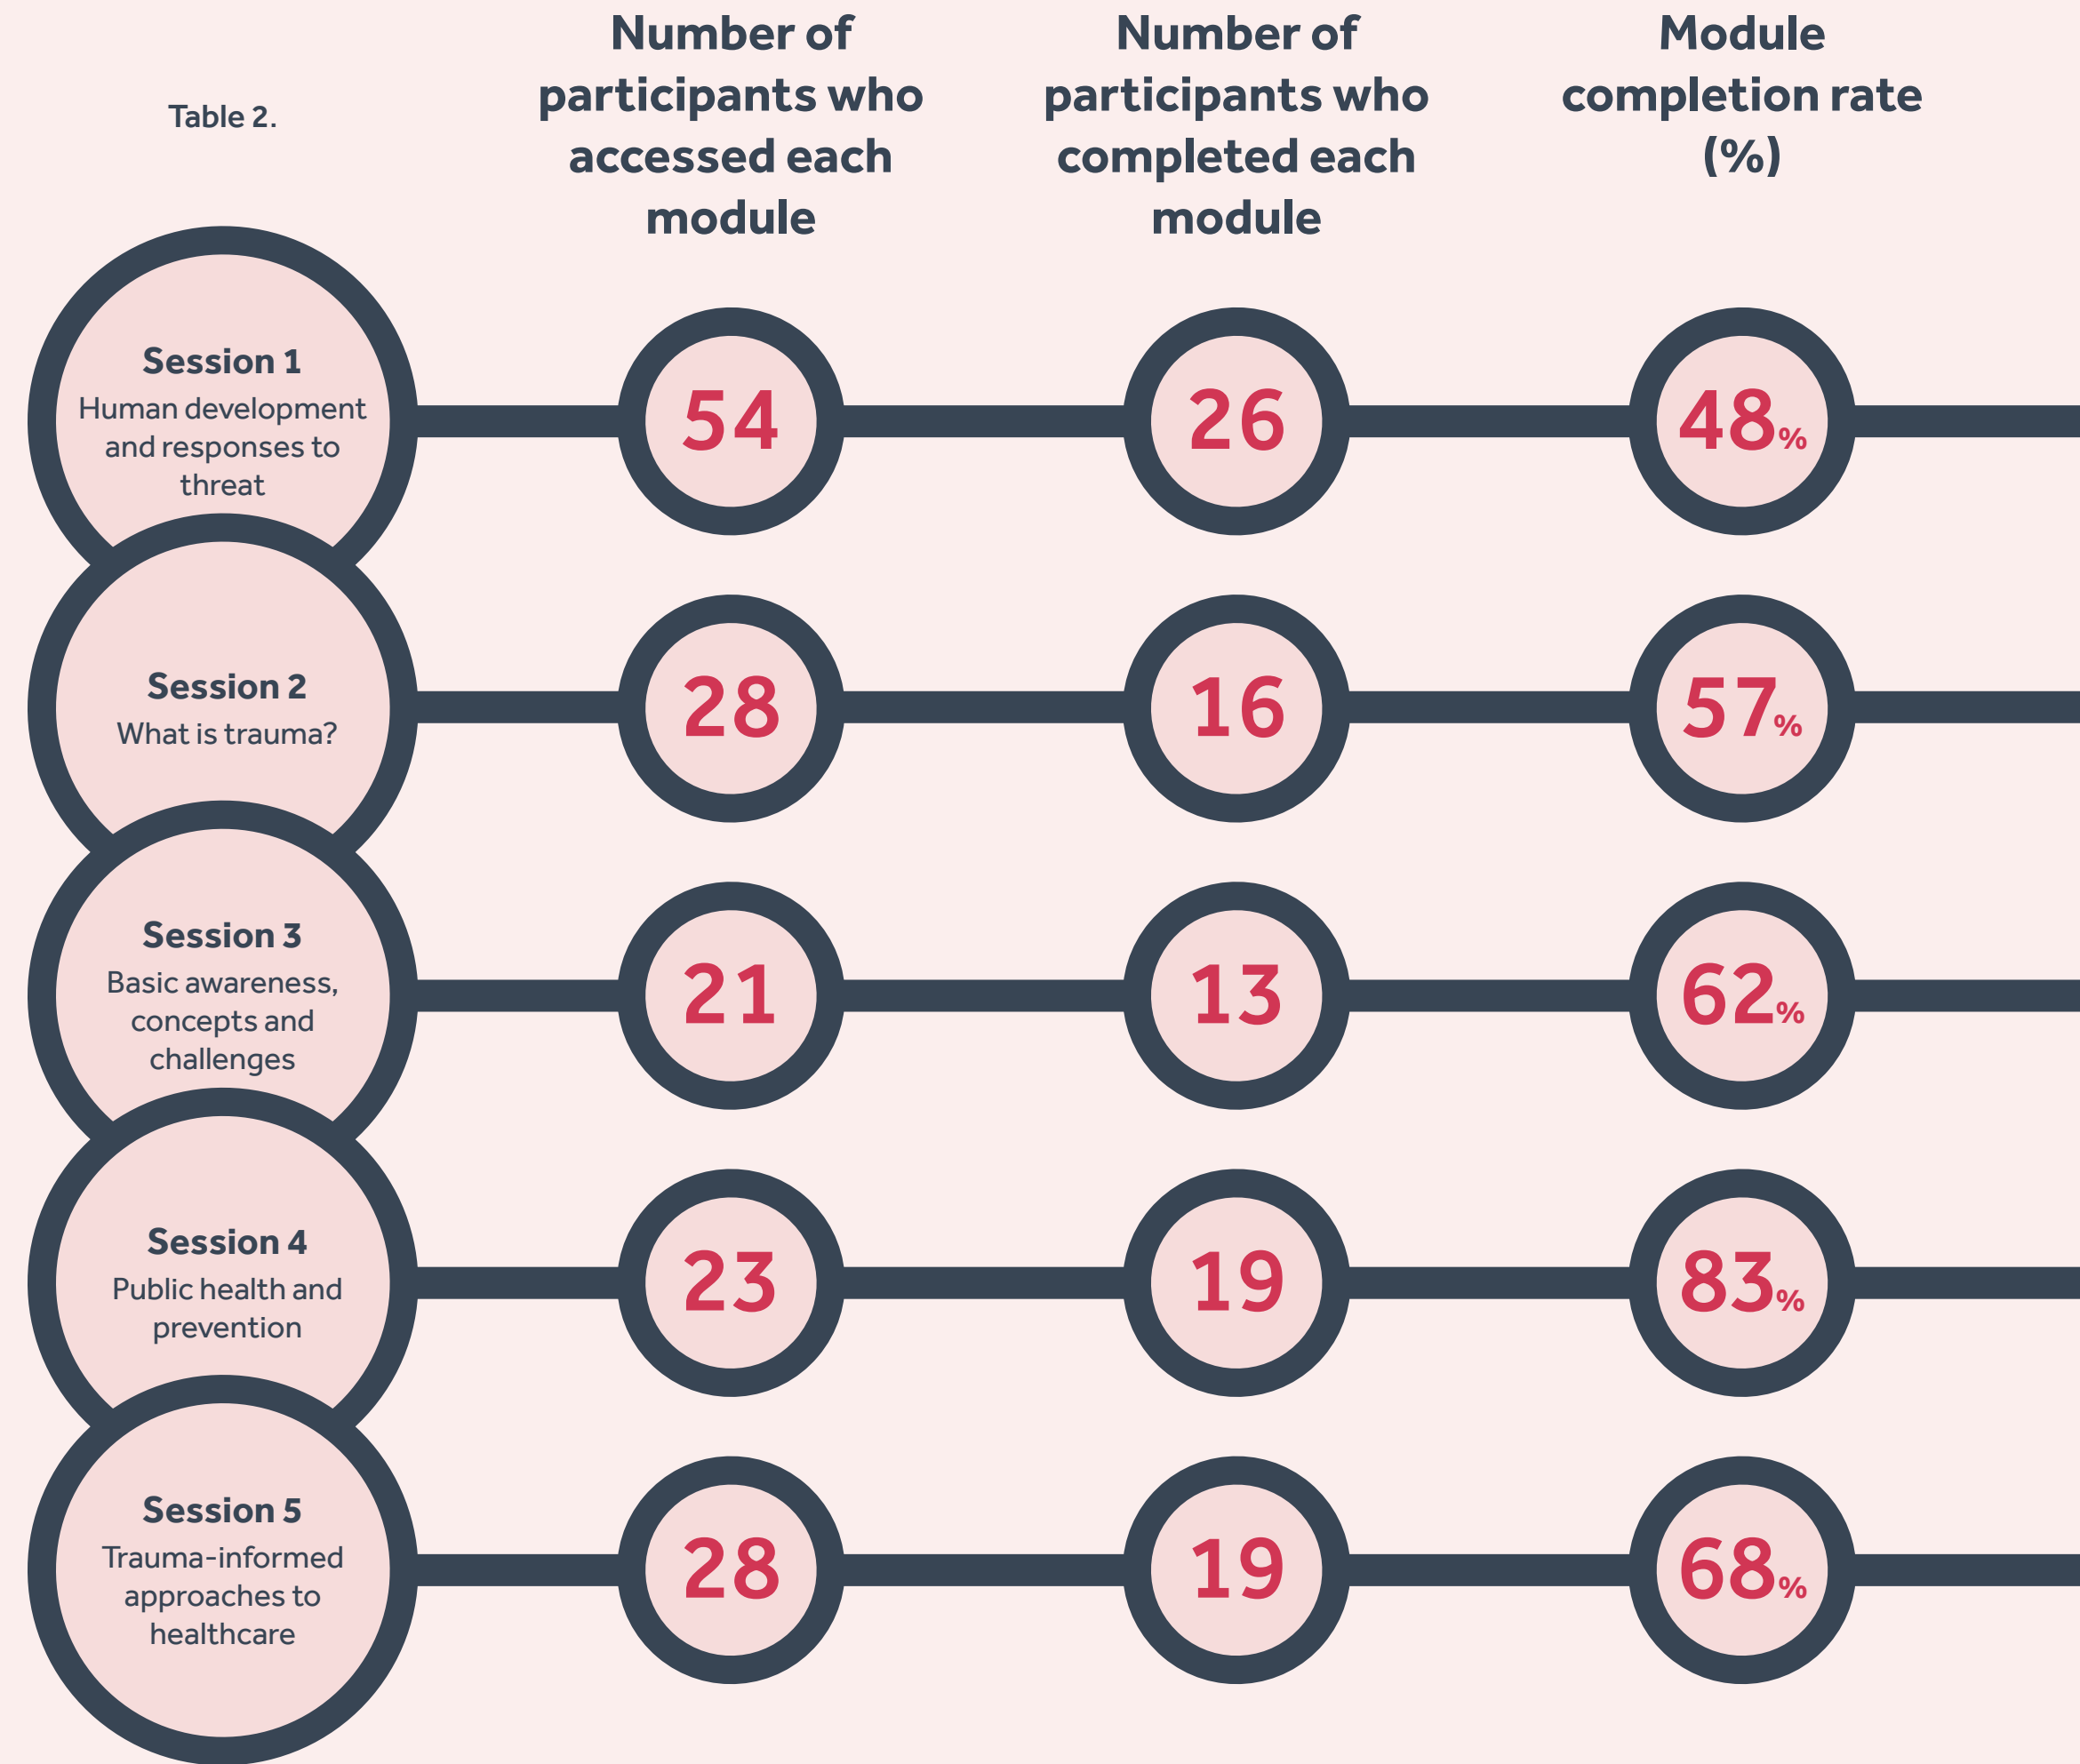 Table 2.
Number of
participants who
accessed each
module
Number of
participants who
completed each
module
Module
completion rate
(%)
Session 1
Human development
and responses to
threat
54
26
48%
Session 2
What is trauma?
28
16
57%
Session 3
Basic awareness,
concepts and
challenges
21
13
62%
Session 4
Public health and
prevention
23
19
83%
Session 5
Trauma-informed
approaches to
healthcare
28
19
68%